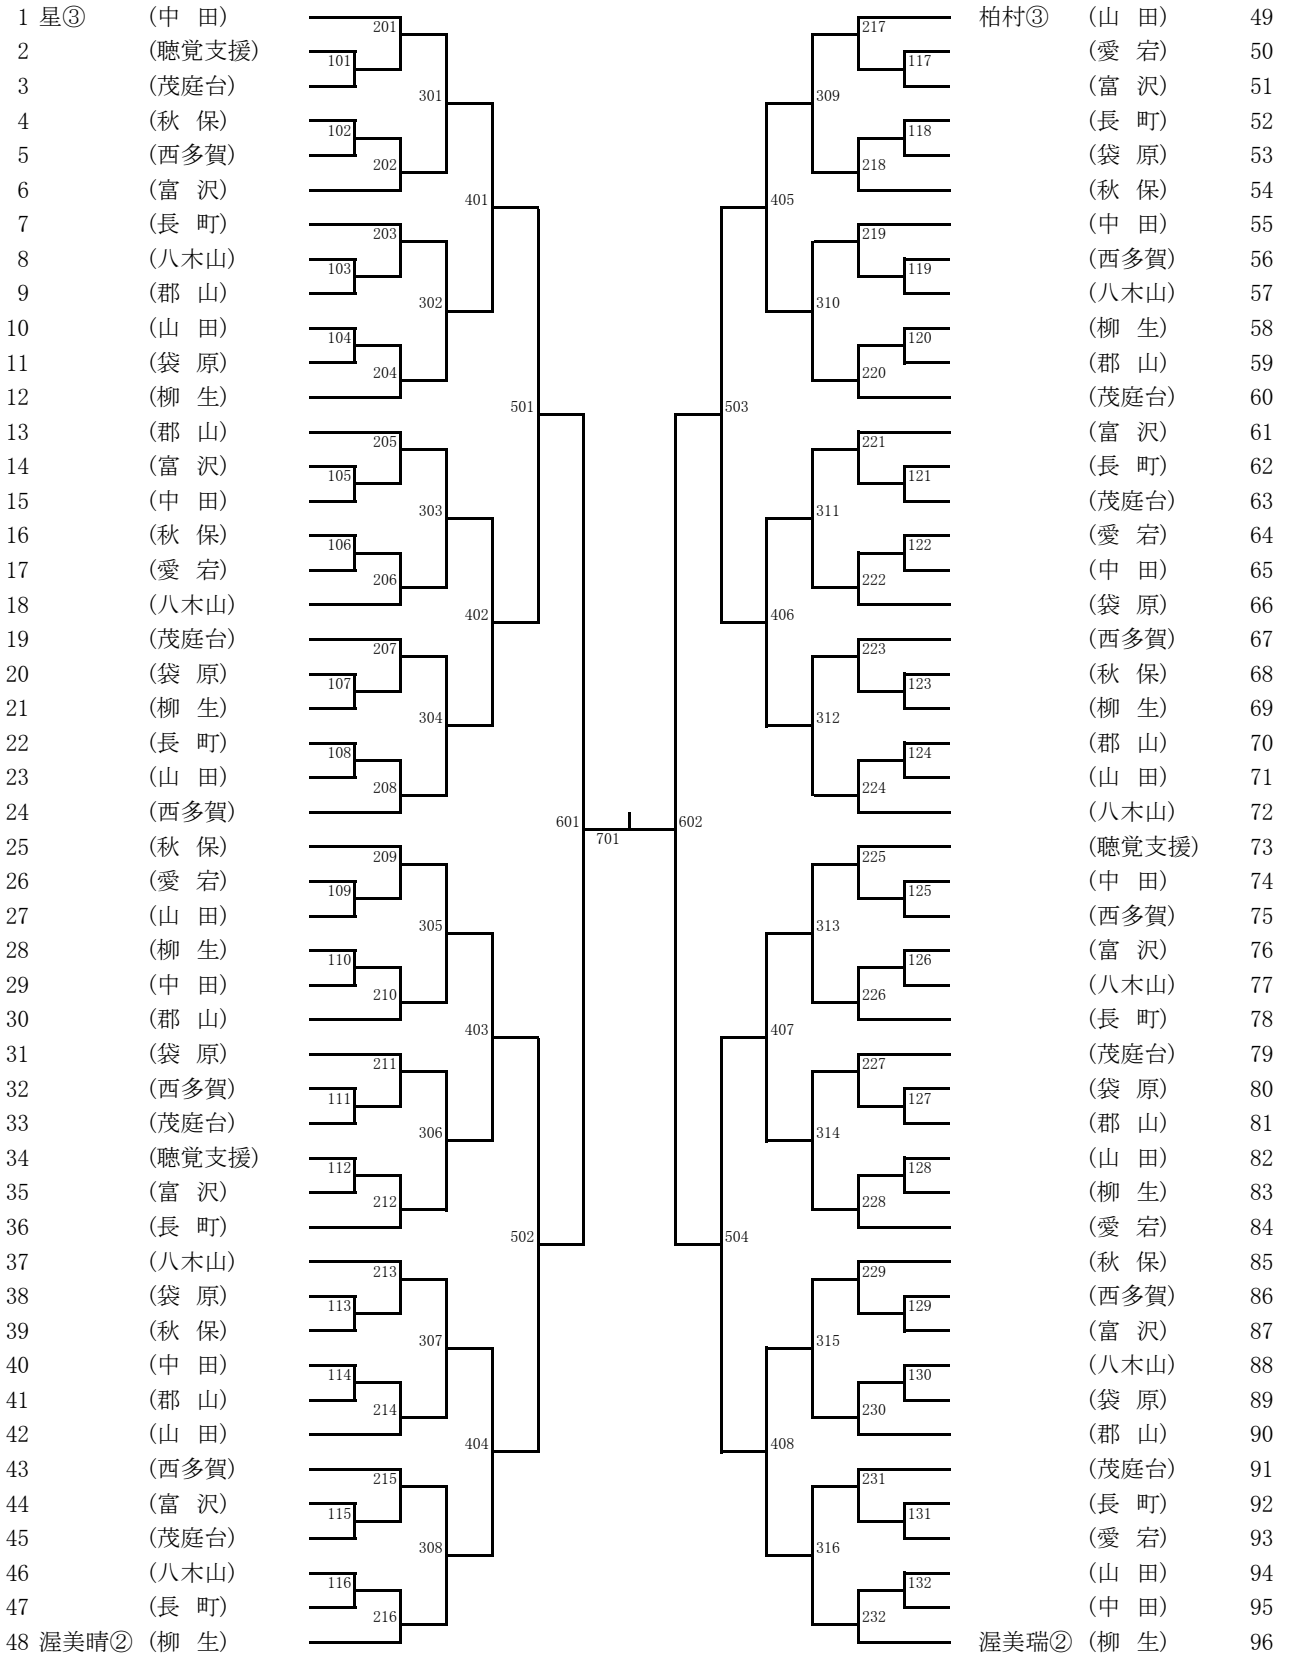 1 星③ (中 田) 柏村③ (山 田) 49
201 217
2 (聴覚支援) (愛 宕) 50
101 117
3 (茂庭台) (富 沢) 51
301 309
4 (秋 保) (長 町) 52
102 118
5 (西多賀) (袋 原) 53
202 218
6 (富 沢) (秋 保) 54
401 405
7 (長 町) (中 田) 55
203 219
8 (八木山) (西多賀) 56
103 119
9 (郡 山) (八木山) 57
302 310
10 (山 田) (柳 生) 58
104 120
11 (袋 原) (郡 山) 59
204 220
12 (柳 生) (茂庭台) 60
501 503
13 (郡 山) (富 沢) 61
205 221
14 (富 沢) (長 町) 62
105 121
15 (中 田) (茂庭台) 63
303 311
16 (秋 保) (愛 宕) 64
106 122
17 (愛 宕) (中 田) 65
206 222
18 (八木山) (袋 原) 66
402 406
19 (茂庭台) (西多賀) 67
207 223
20 (袋 原) (秋 保) 68
107 123
21 (柳 生) (柳 生) 69
304 312
22 (長 町) (郡 山) 70
108 124
23 (山 田) (山 田) 71
208 224
24 (西多賀) (八木山) 72
601 602
701
25 (秋 保) (聴覚支援) 73
209 225
26 (愛 宕) (中 田) 74
109 125
27 (山 田) (西多賀) 75
305 313
28 (柳 生) (富 沢) 76
110 126
29 (中 田) (八木山) 77
210 226
30 (郡 山) (長 町) 78
403 407
31 (袋 原) (茂庭台) 79
211 227
32 (西多賀) (袋 原) 80
111 127
33 (茂庭台) (郡 山) 81
306 314
34 (聴覚支援) (山 田) 82
112 128
35 (富 沢) (柳 生) 83
212 228
36 (長 町) (愛 宕) 84
502 504
37 (八木山) (秋 保) 85
213 229
38 (袋 原) (西多賀) 86
113 129
39 (秋 保) (富 沢) 87
307 315
40 (中 田) (八木山) 88
114 130
41 (郡 山) (袋 原) 89
214 230
42 (山 田) (郡 山) 90
404 408
43 (西多賀) (茂庭台) 91
215 231
44 (富 沢) (長 町) 92
115 131
45 (茂庭台) (愛 宕) 93
308 316
46 (八木山) (山 田) 94
116 132
47 (長 町) (中 田) 95
216 232
48 渥美晴② (柳 生) 渥美瑞② (柳 生) 96